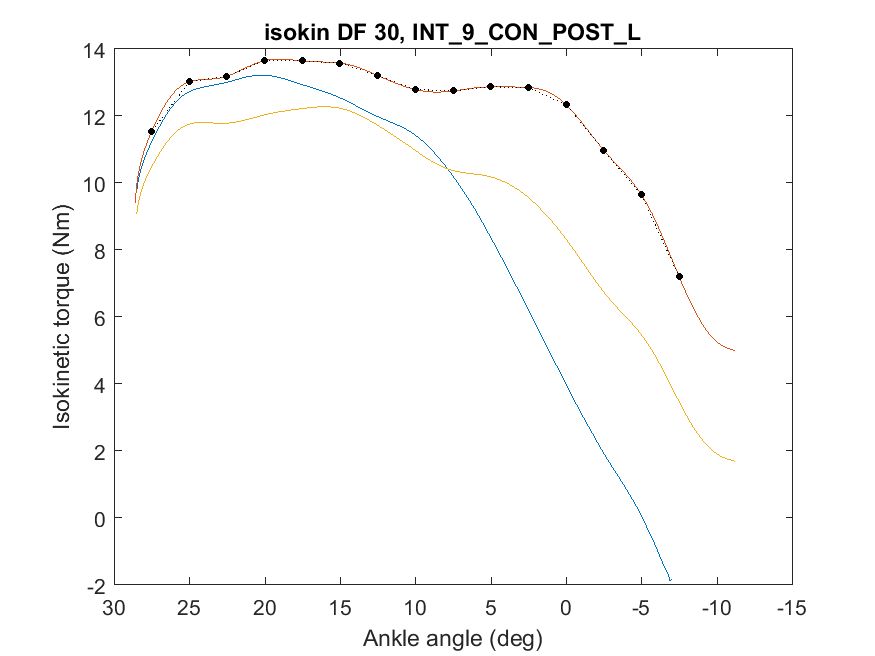 isokin DF 30, INT_9_CON_POST_L
Isokinetic torque (Nm)
14
12
10
8
6
4
2
0
-2
30 25 20 15 10 5 0 -5 -10 -15
Ankle angle (deg)